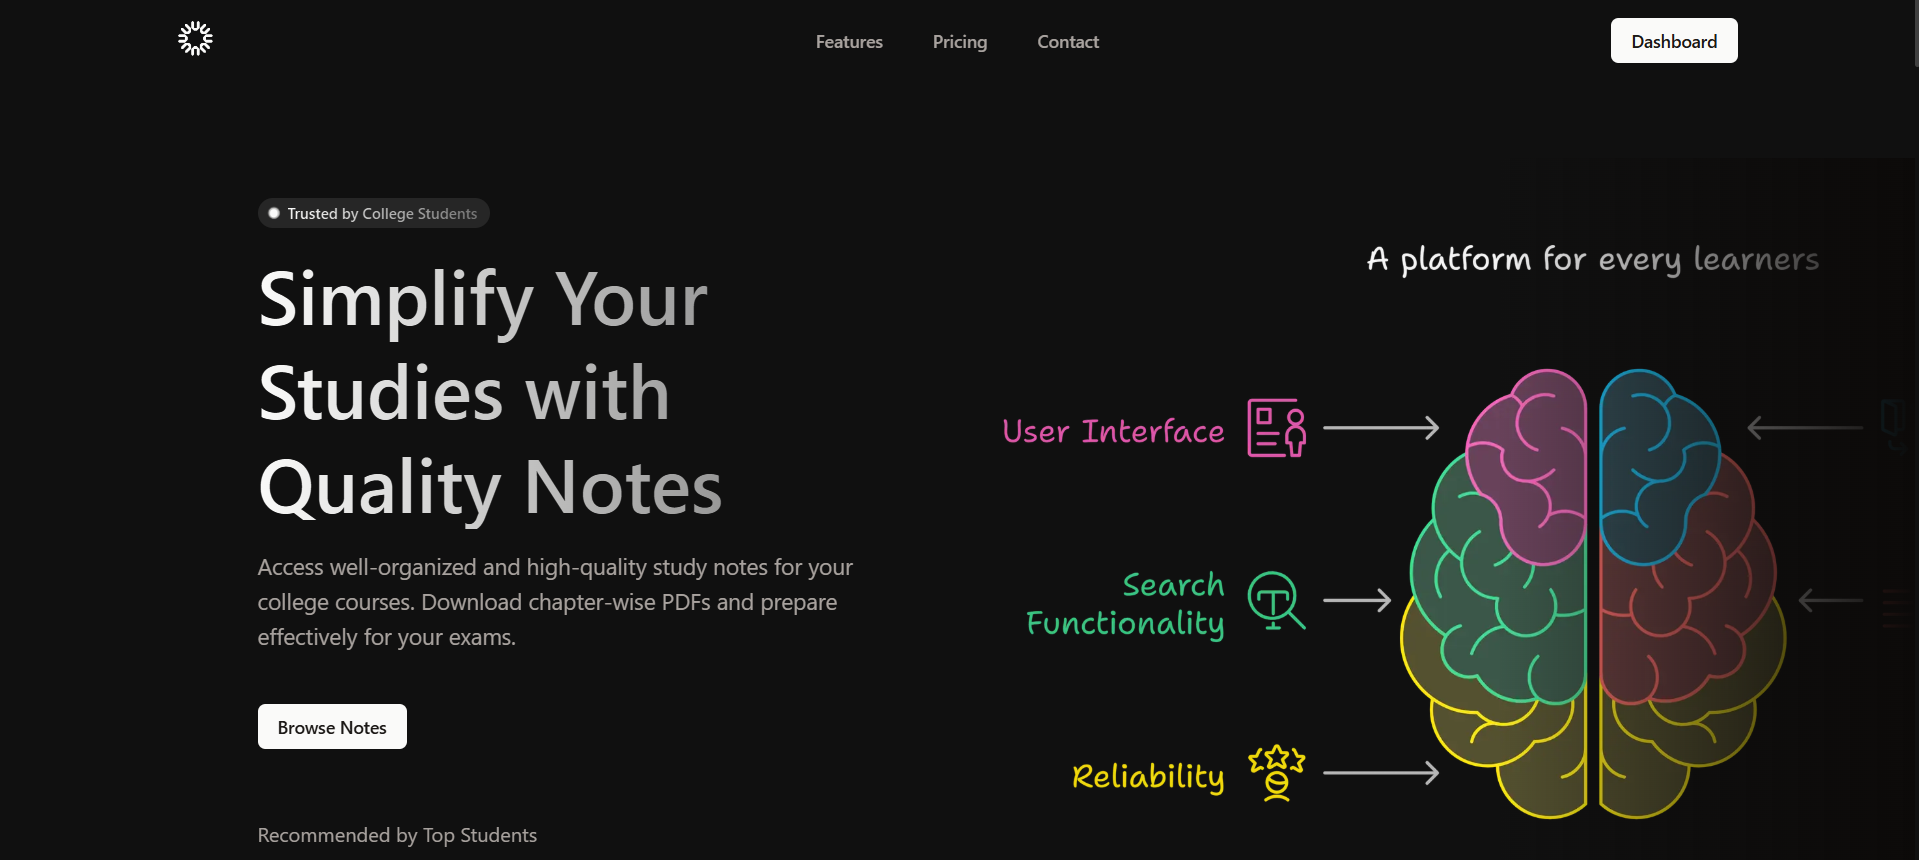 Features
Pricing
Contact
Dashboard
Trusted by College Students
Simplify Your
Studies with
Quality Notes
Access well-organized and high-quality study notes for your
college courses. Download chapter-wise PDFs and prepare
effectively for your exams.
Browse Notes
Recommended by Top Students
A platform for every learners
User Interface
Search
Functionality
Reliability